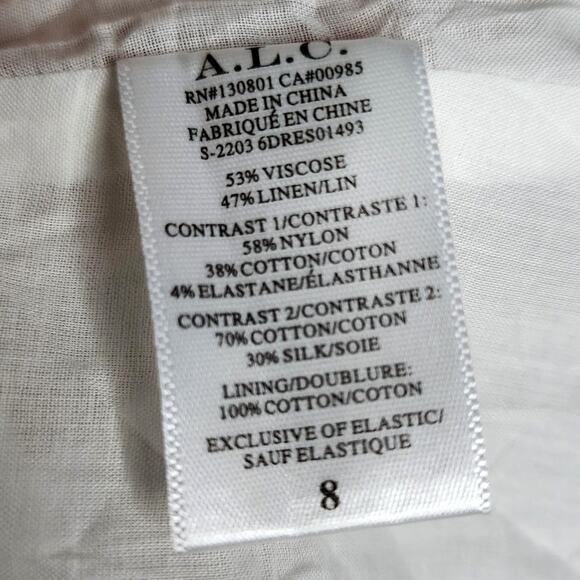 A.L.C.
RN#130801 CA#00985
MADE IN CHINA
FABRIQUÉ EN CHINE
S-2203 6DRES01493
53% VISCOSE
47% LINEN/LIN
CONTRAST 1/CONTRASTE 1:
58% NYLON
38% COTTON/COTON
4% ELASTANE/ÉLASTHANNE
CONTRAST 2/CONTRASTE 2:
70% COTTON/COTON
30% SILK/SOIE
LINING/DOUBLURE:
100% COTTON/COTON
EXCLUSIVE OF ELASTIC/
SAUF ELASTIQUE
8